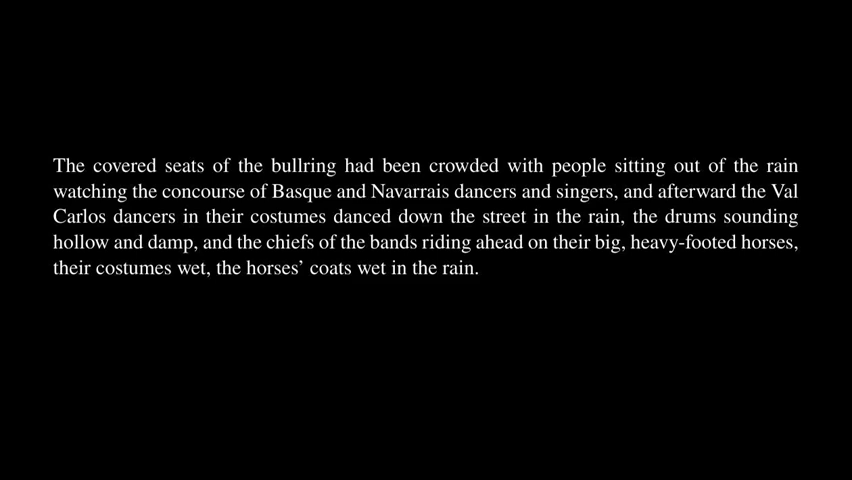 The covered seats of the bullring had been crowded with people sitting out of the rain
watching the concourse of Basque and Navarrais dancers and singers, and afterward the Val
Carlos dancers in their costumes danced down the street in the rain, the drums sounding
hollow and damp, and the chiefs of the bands riding ahead on their big, heavy-footed horses,
their costumes wet, the horses’ coats wet in the rain.